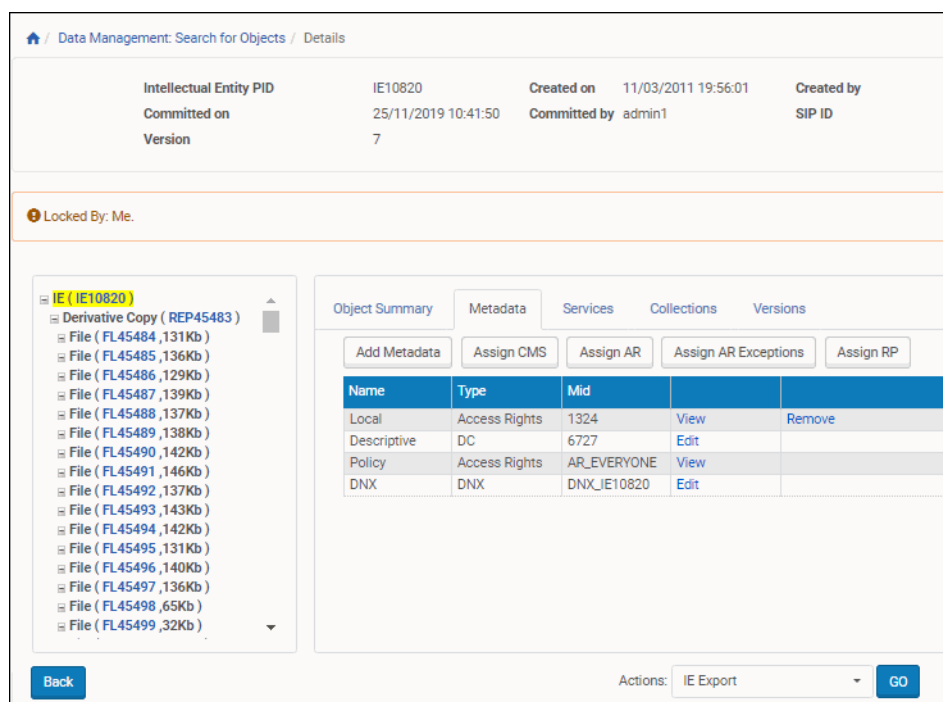 / Data Management: Search for Objects / Details
Intellectual Entity PID IE10820 Created on 11/03/2011 19:56:01 Created by
Committed on 25/11/2019 10:41:50 Committed by admin1 SIP ID
Version 7
Locked By: Me.
IE ( IE10820 )
Derivative Copy ( REP45483 )
File ( FL45484 ,131Kb )
File ( FL45485 ,136Kb )
File ( FL45486 ,129Kb )
File ( FL45487 ,139Kb )
File ( FL45488 ,137Kb )
File ( FL45489 ,138Kb )
File ( FL45490 ,142Kb )
File ( FL45491 ,146Kb )
File ( FL45492 ,137Kb )
File ( FL45493 ,143Kb )
File ( FL45494 ,142Kb )
File ( FL45495 ,131Kb )
File ( FL45496 ,140Kb )
File ( FL45497 ,136Kb )
File ( FL45498 ,65Kb )
File ( FL45499 ,32Kb )
Object Summary Metadata Services Collections Versions
Add Metadata Assign CMS Assign AR Assign AR Exceptions Assign RP
Name Type Mid
Local Access Rights 1324 View Remove
Descriptive DC 6727 Edit
Policy Access Rights AR_EVERYONE View
DNX DNX DNX_IE10820 Edit
Back Actions: IE Export GO